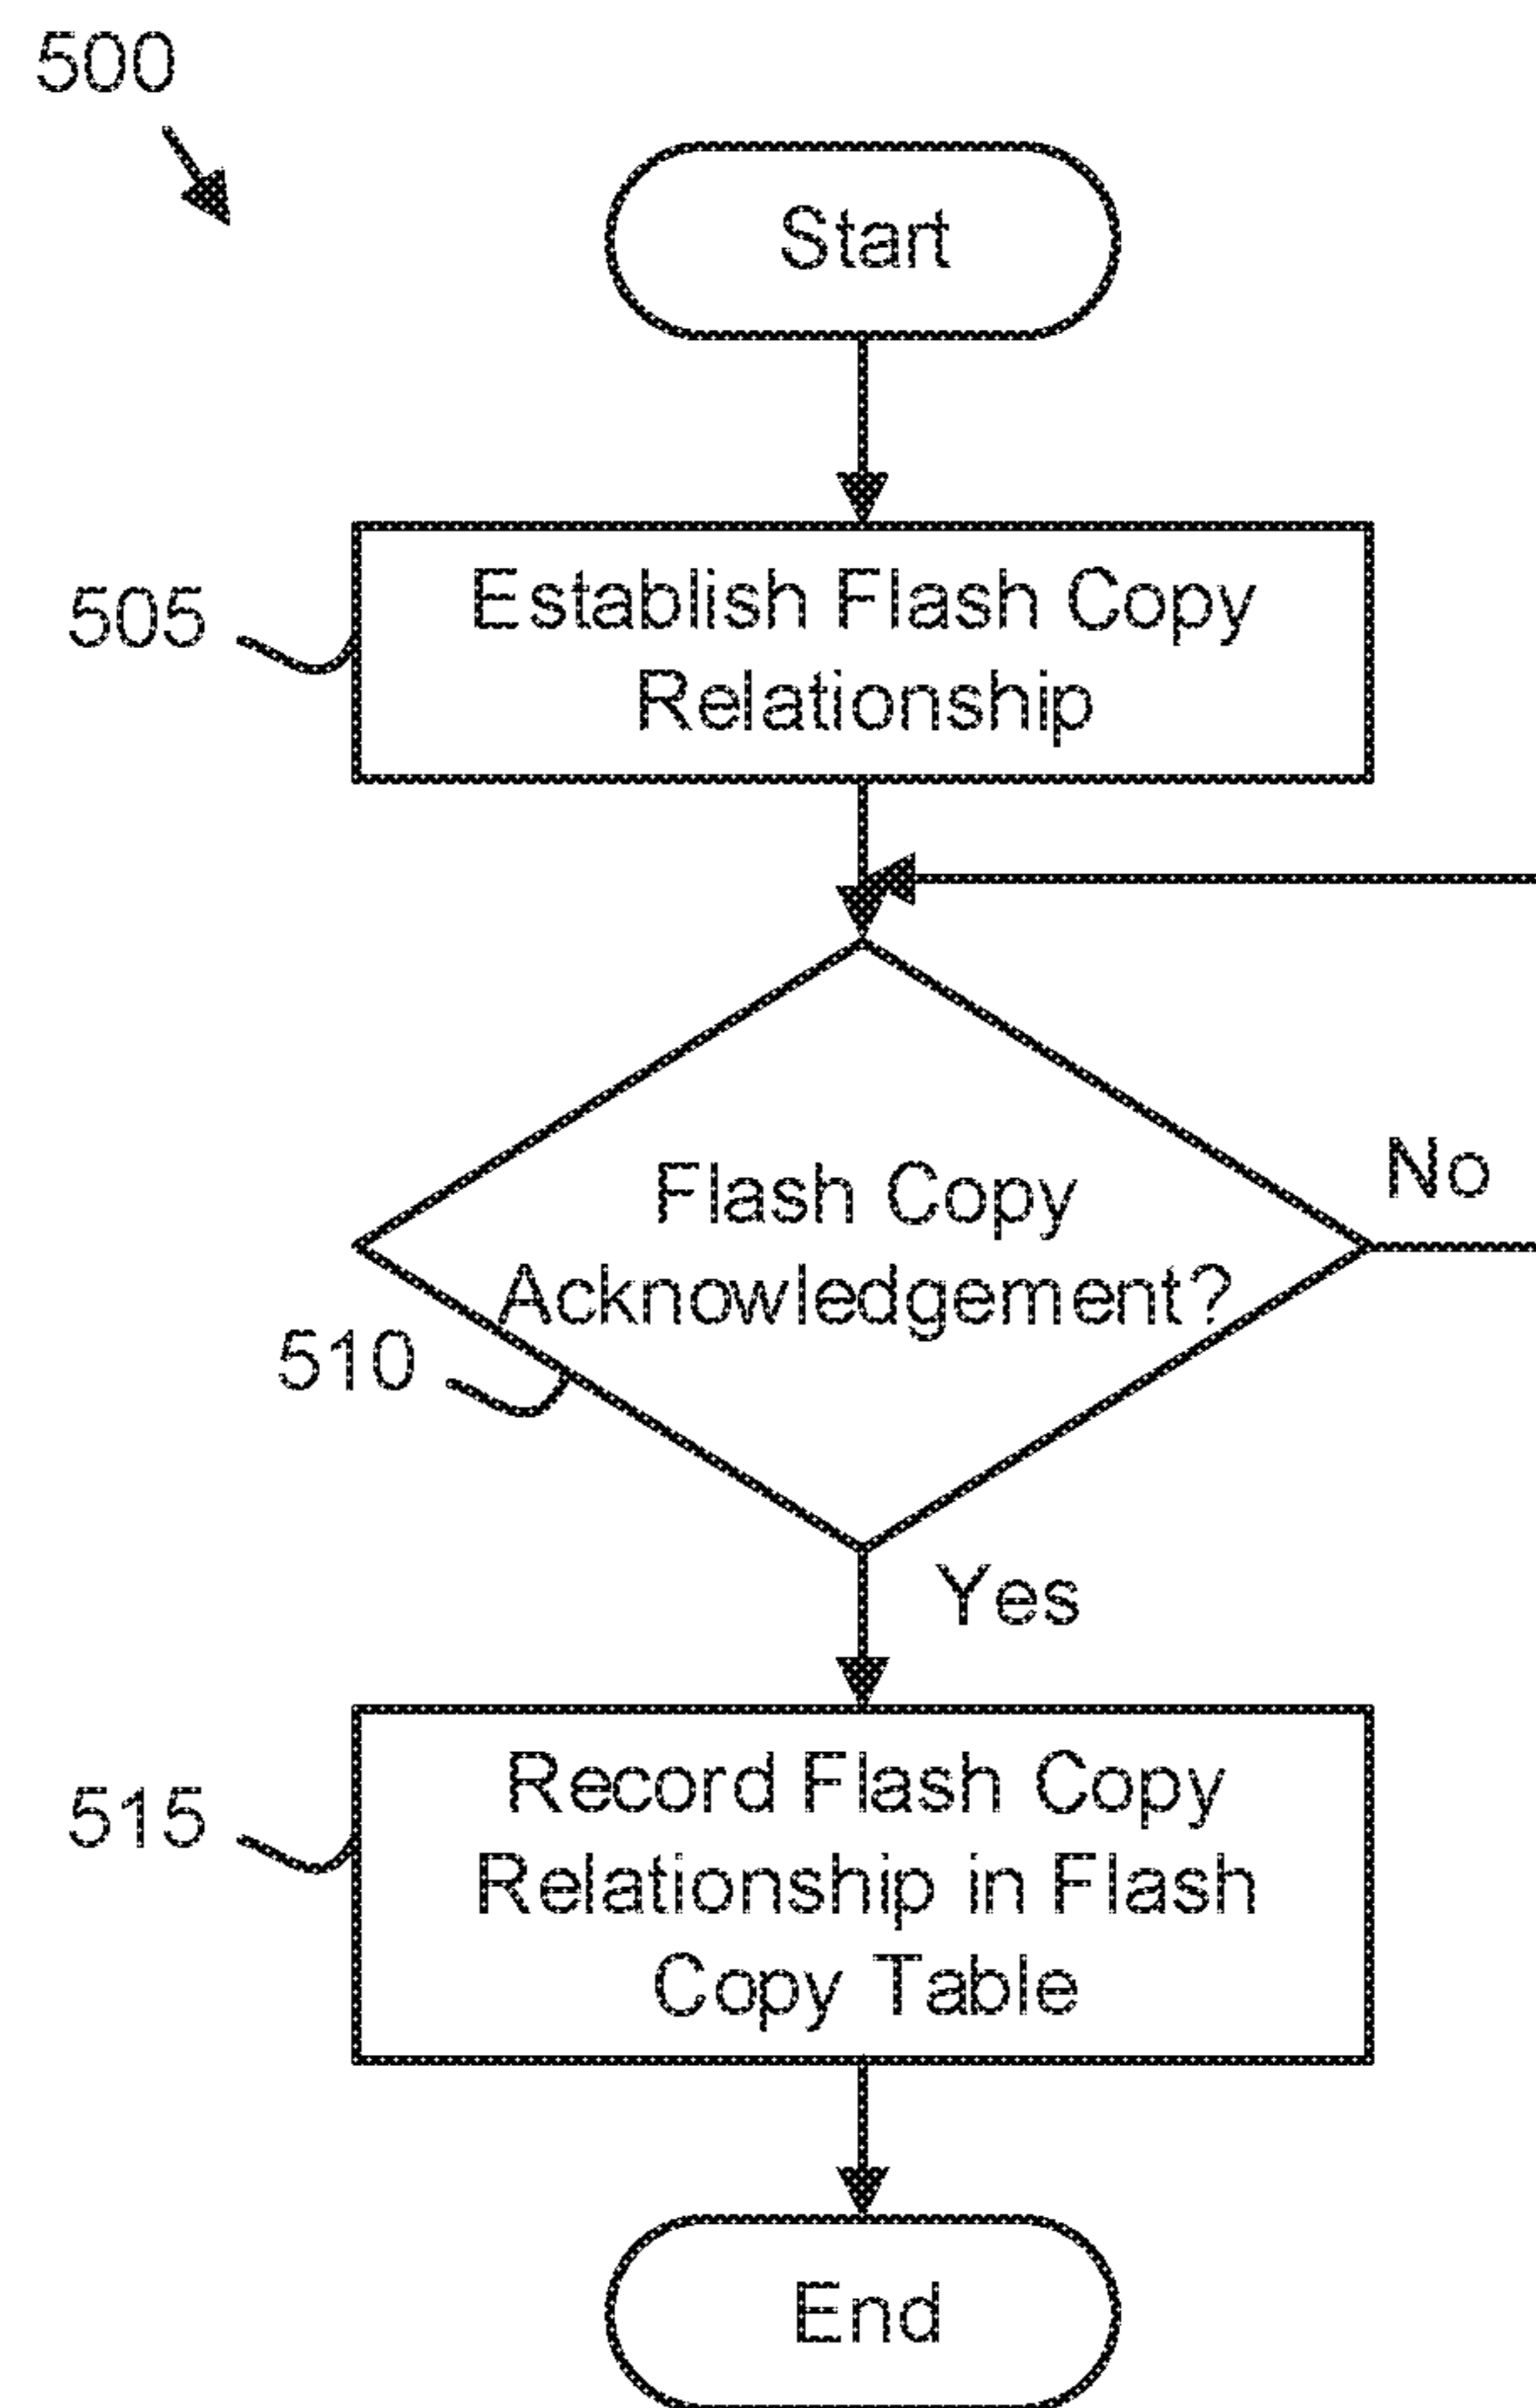 500
Start
505
Establish Flash Copy
Relationship
Flash Copy
Acknowledgement?
No
510
Yes
515
Record Flash Copy
Relationship in Flash
Copy Table
End